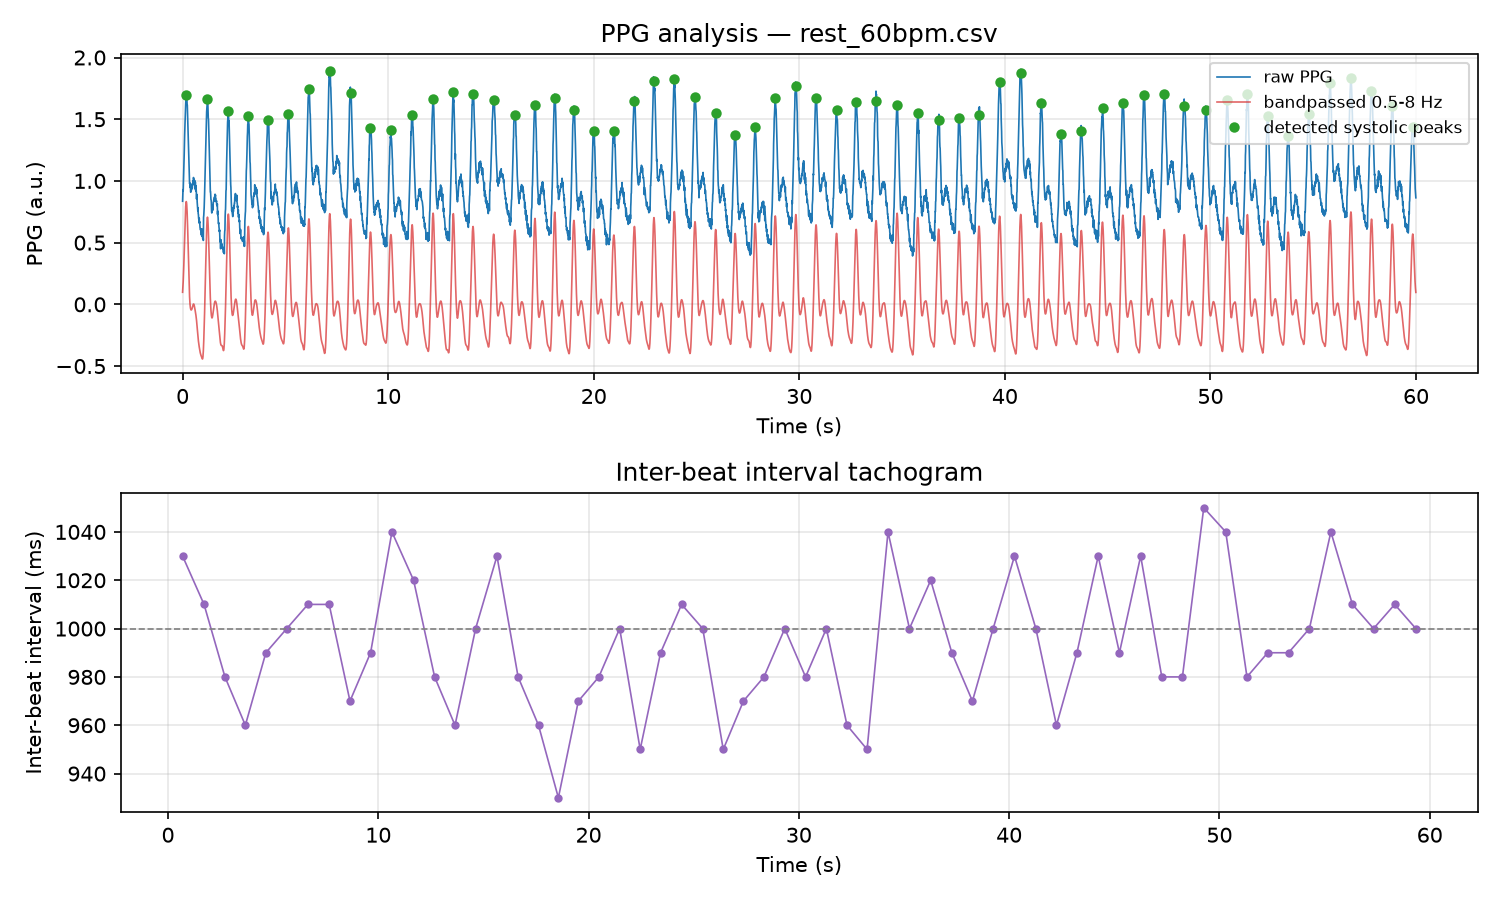 PPG analysis — rest_60bpm.csv
2.0
1.5
1.0
0.5
0.0
−0.5
PPG (a.u.)
raw PPG
bandpassed 0.5-8 Hz
detected systolic peaks
0 10 20 30 40 50 60
Time (s)
Inter-beat interval tachogram
1040
1020
1000
980
960
940
Inter-beat interval (ms)
0 10 20 30 40 50 60
Time (s)